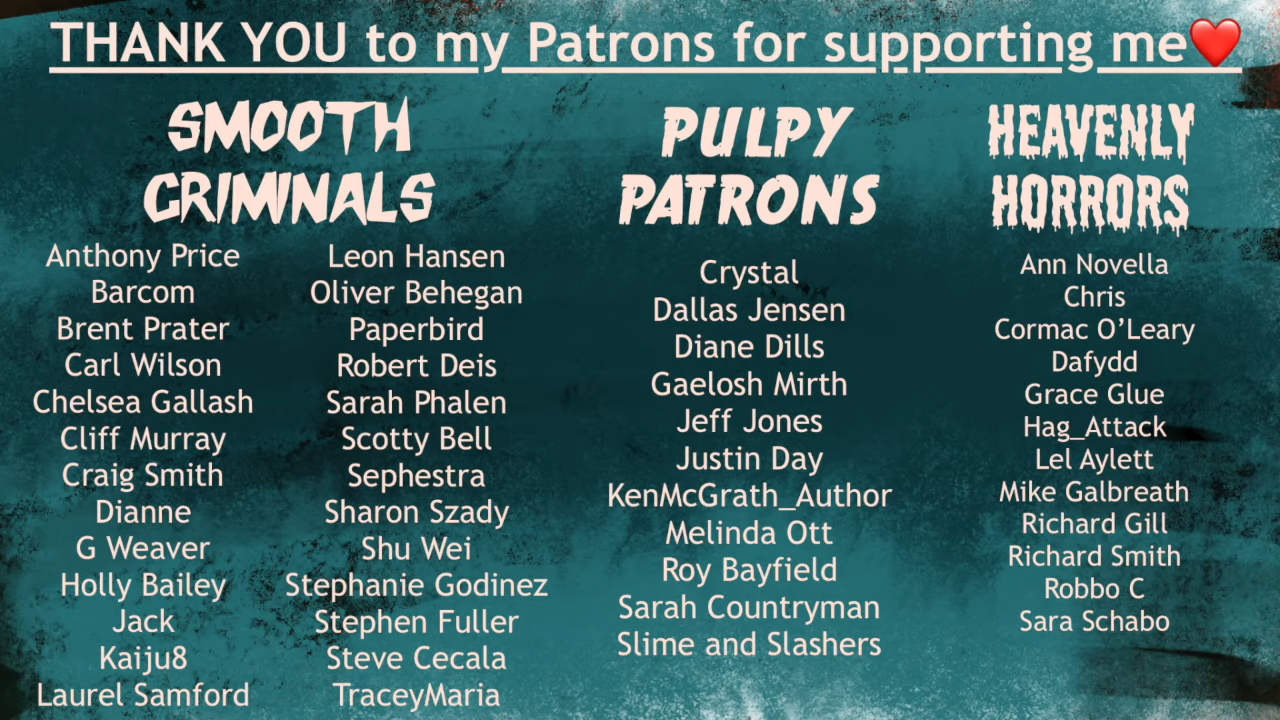 THANK YOU to my Patrons for supporting me❤️
SMOOTH
CRIMINALS
Anthony Price
Barcom
Brent Prater
Carl Wilson
Chelsea Gallash
Cliff Murray
Craig Smith
Dianne
G Weaver
Holly Bailey
Jack
Kaiju8
Laurel Samford
Leon Hansen
Oliver Behegan
Paperbird
Robert Deis
Sarah Phalen
Scotty Bell
Sephestra
Sharon Szady
Shu Wei
Stephanie Godinez
Stephen Fuller
Steve Cecala
TraceyMaria
PULPY
PATRONS
Crystal
Dallas Jensen
Diane Dills
Gaelosh Mirth
Jeff Jones
Justin Day
KenMcGrath_Author
Melinda Ott
Roy Bayfield
Sarah Countryman
Slime and Slashers
HEAVENLY
HORRORS
Ann Novella
Chris
Cormac O’Leary
Dafydd
Grace Glue
Hag_Attack
Lel Aylett
Mike Galbreath
Richard Gill
Richard Smith
Robbo C
Sara Schabo